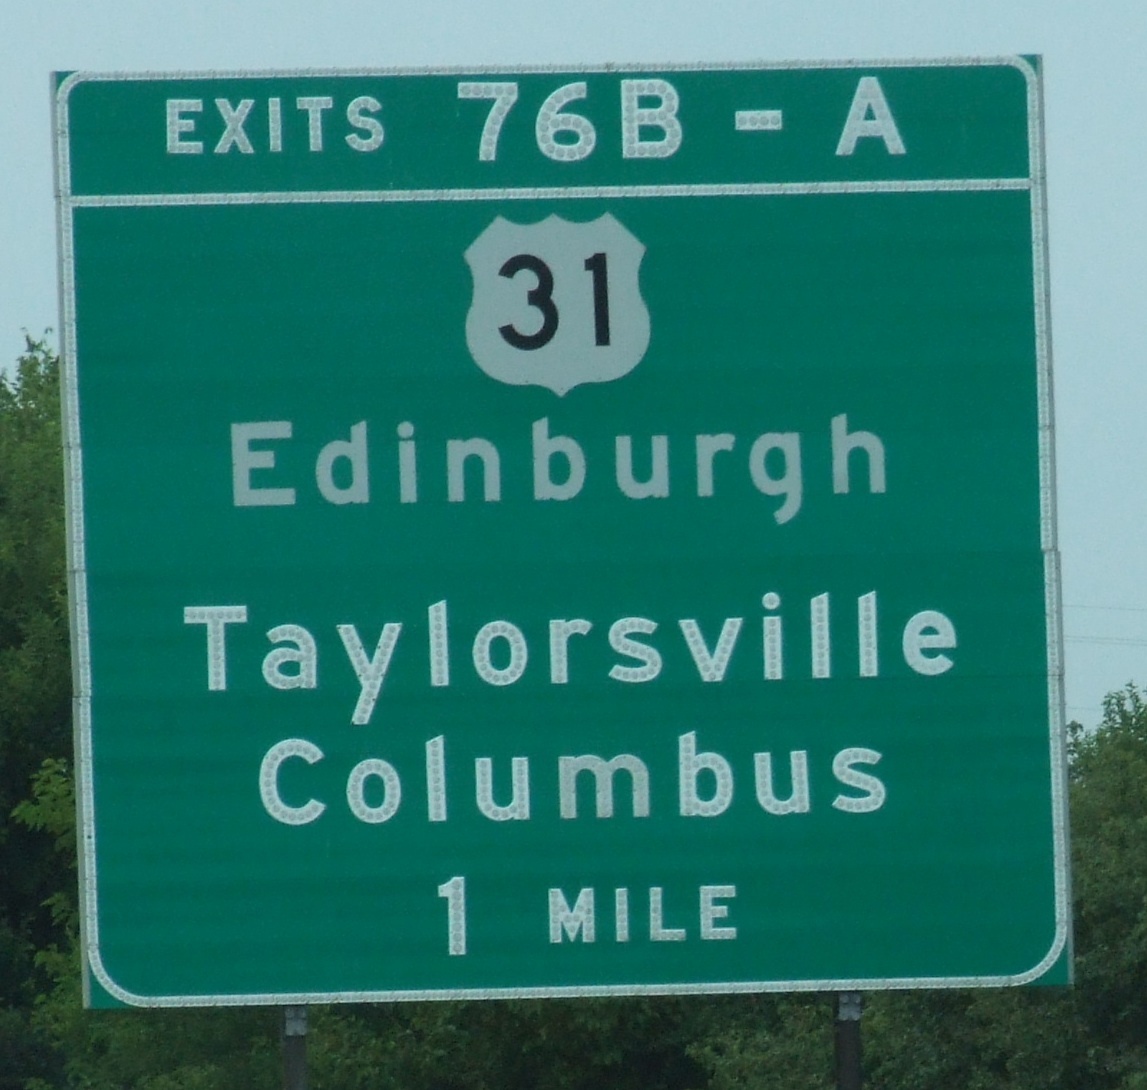 EXITS 76B - A
31
Edinburgh
Taylorsville
Columbus
1 MILE